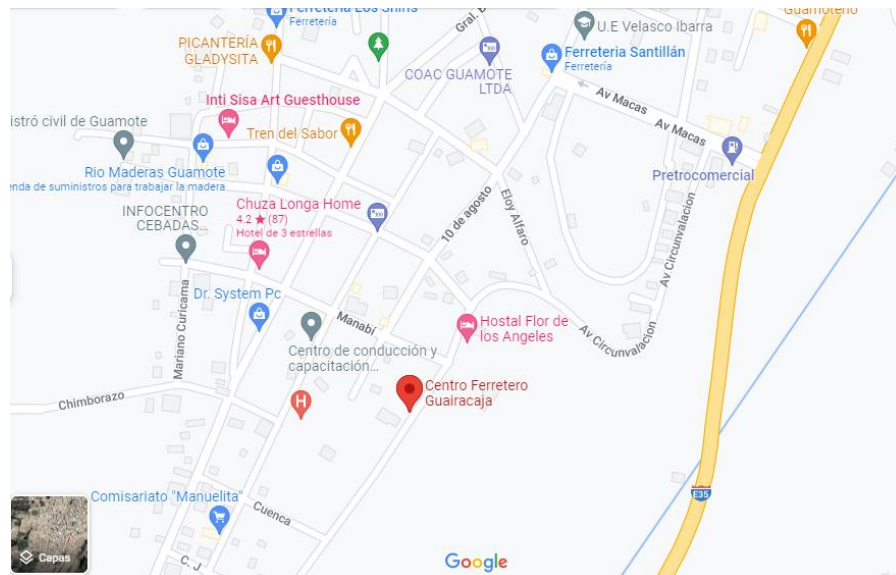 Ferretería Los Shiris
Ferretería
Gral.
U.E Velasco Ibarra
Guamoteño
PICANTERÍA
GLADYSITA
COAC GUAMOTE
LTDA
Ferreteria Santillán
Ferretería
Av Macas
Av Macas
Inti Sisa Art Guesthouse
istró civil de Guamote
Tren del Sabor
Pretrocomercial
Rio Maderas Guamote
enda de suministros para trabajar la madera
Chuza Longa Home
4.2 ★ (87)
Hotel de 3 estrellas
INFOCENTRO
CEBADAS...
10 de agosto
Eloy Alfaro
Av Circunvalacion
Dr. System Pc
Mariano Curicama
Manabí
Hostal Flor de
los Angeles
Av Circunvalacion
Centro de conducción y
capacitación...
Centro Ferretero
Guairacaja
Chimborazo
H
E35
Comisariato "Manuelita"
Cuenca
C. J
Capas
Google